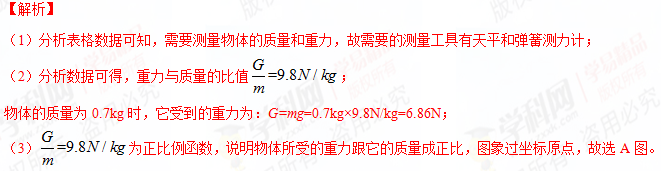 【解析】
（1）分析表格数据可知，需要测量物体的质量和重力，故需要的测量工具有天平和弹簧测力计；
（2）分析数据可得，重力与质量的比值 G/m =9.8N / kg ；
物体的质量为 0.7kg 时，它受到的重力为：G=mg=0.7kg×9.8N/kg=6.86N；
（3） G/m =9.8N / kg 为正比例函数，说明物体所受的重力跟它的质量成正比，图象过坐标原点，故选 A 图。